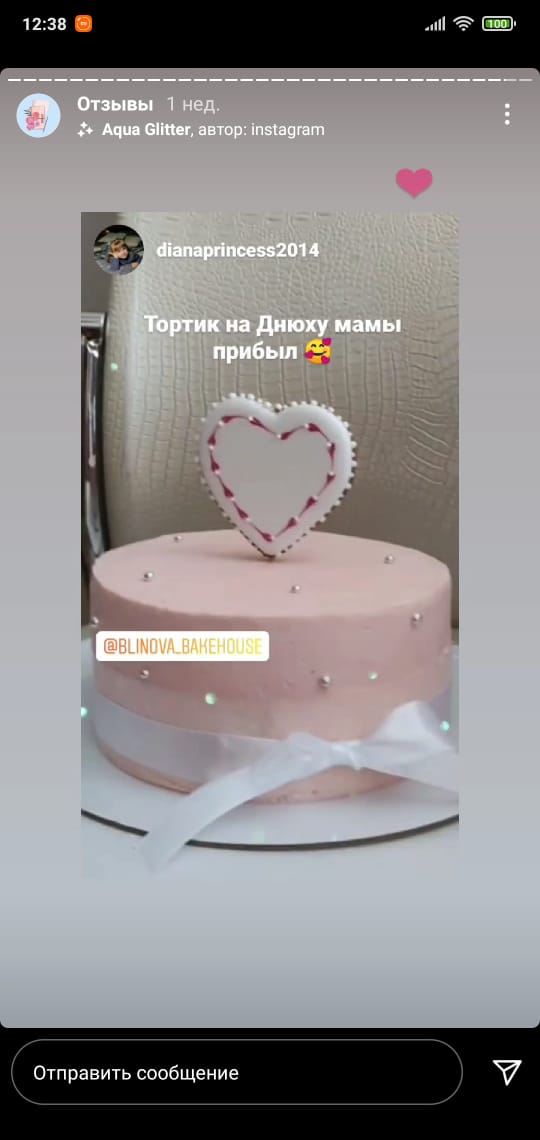 12:38
100
Отзывы 1 нед.
Aqua Glitter, автор: instagram
dianaprincess2014
Тортик на Днюху мамы
прибыл 🥰
@BLINOVA_BAKEHOUSE
Отправить сообщение